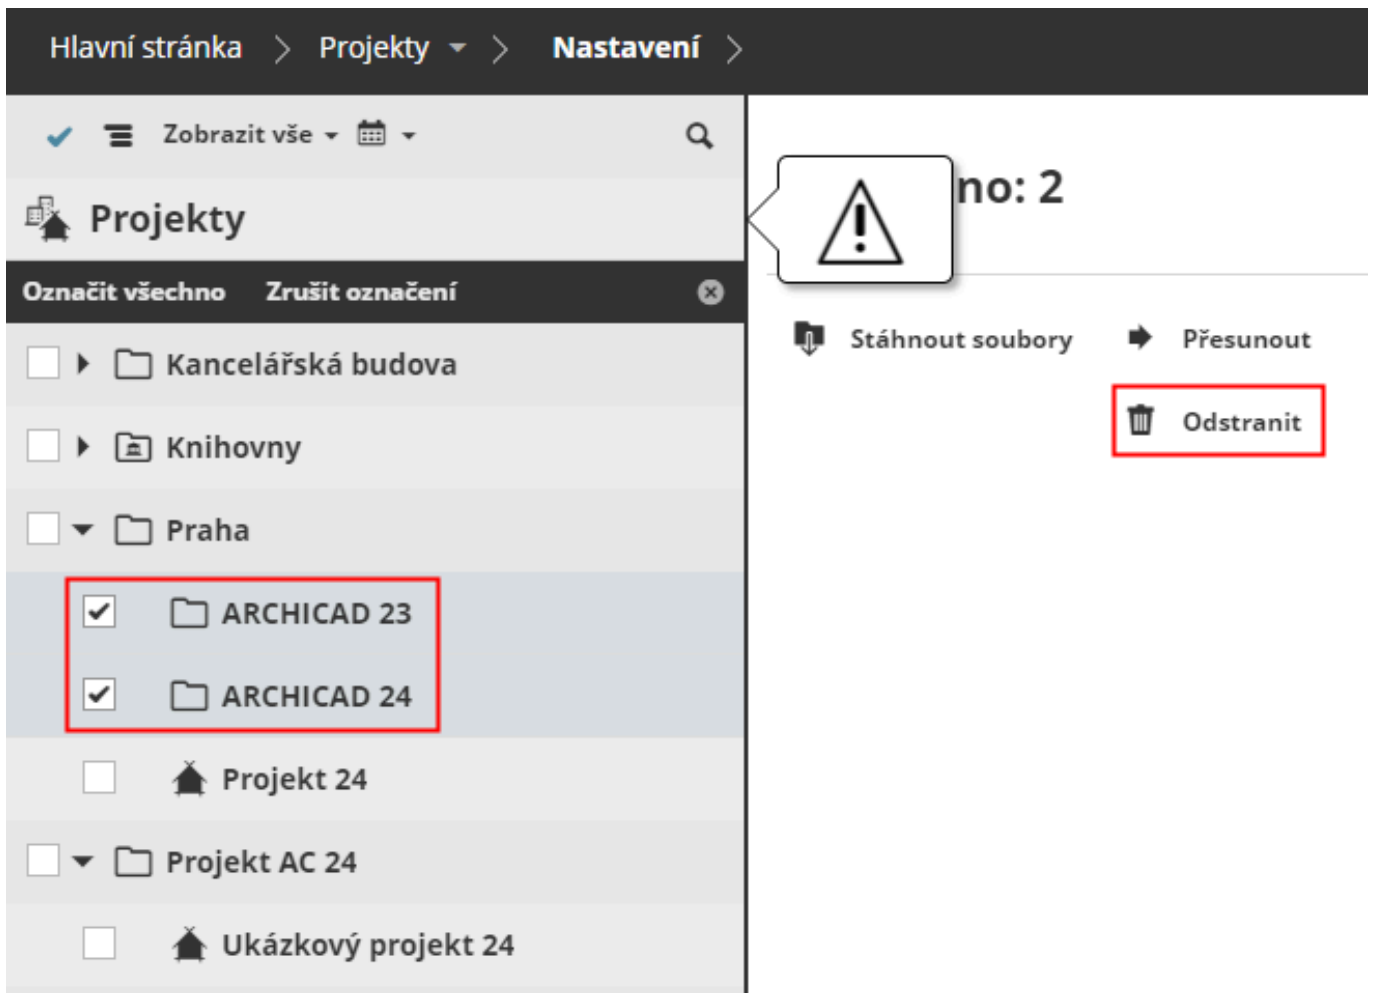 Hlavní stránka > Projekty > Nastavení >
Zobrazit vše
Projekty
Označit všechno Zrušit označení
Kancelářská budova
Knihovny
Praha
ARCHICAD 23
ARCHICAD 24
Projekt 24
Projekt AC 24
Ukázkový projekt 24
no: 2
Stáhnout soubory Přesunout
Odstranit